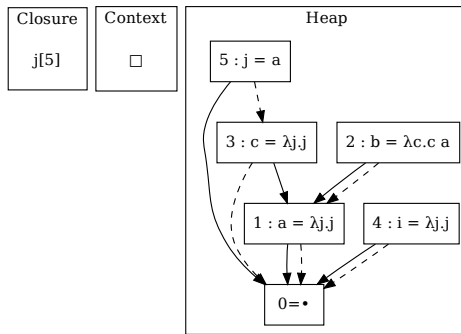 Closure
j[5]
Context
□
Heap
5 : j = a
3 : c = λj.j
2 : b = λc.c a
1 : a = λj.j
4 : i = λj.j
0=•